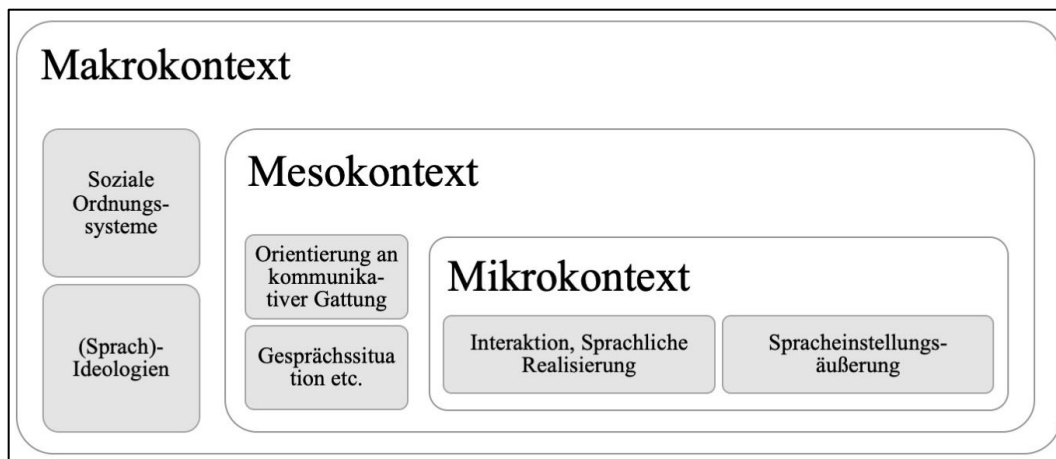 Makrokontext
Soziale
Ordnungs-
systeme
(Sprach)-
Ideologien
Mesokontext
Orientierung an
kommunika-
tiver Gattung
Gesprächssitua
tion etc.
Mikrokontext
Interaktion, Sprachliche
Realisierung
Spracheinstellungs-
äußerung